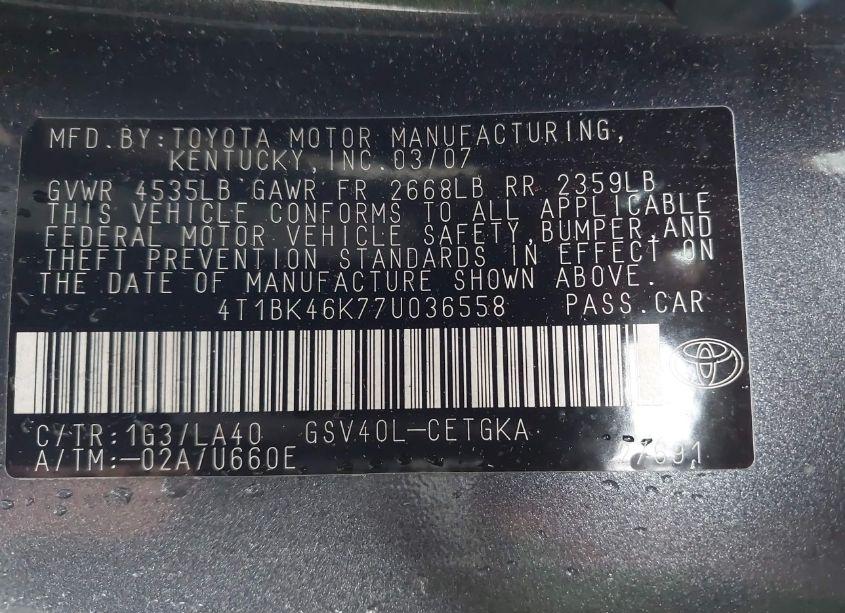 MFD.BY:TOYOTA MOTOR MANUFACTURING,
KENTUCKY,INC.03/07
GVWR 4535LB GAWR FR 2668LB RR 2359LB
THIS VEHICLE CONFORMS TO ALL APPLICABLE
FEDERAL MOTOR VEHICLE SAFETY,BUMPER,AND
THEFT PREVENTION STANDARDS IN EFFECT ON
THE DATE OF MANUFACTURE SHOWN ABOVE.
4T1BK46K77U036558 PASS.CAR
C/TR:1G3/LA40 GSV40L-CETGKA
A/TM:-02A/U660E